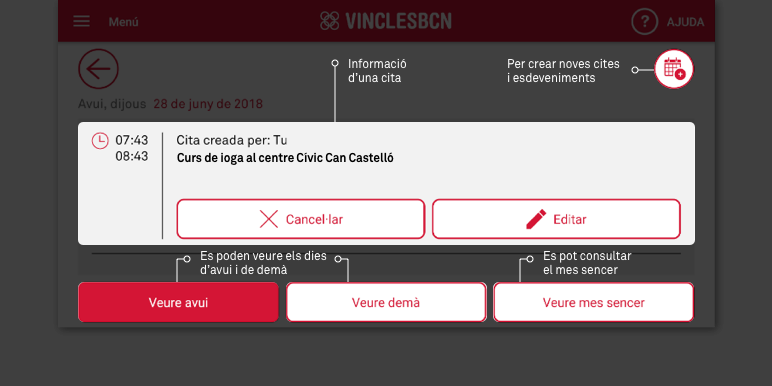 Menú
VINCLESBCN
? AJUDA
Informació
d'una cita
Per crear noves cites
i esdeveniments
Avui, dijous 28 de juny de 2018
07:43
08:43
Cita creada per: Tu
Curs de ioga al centre Cívic Can Castelló
Cancel·lar
Editar
Es poden veure els dies
d'avui i de demà
Es pot consultar
el mes sencer
Veure avui
Veure demà
Veure mes sencer